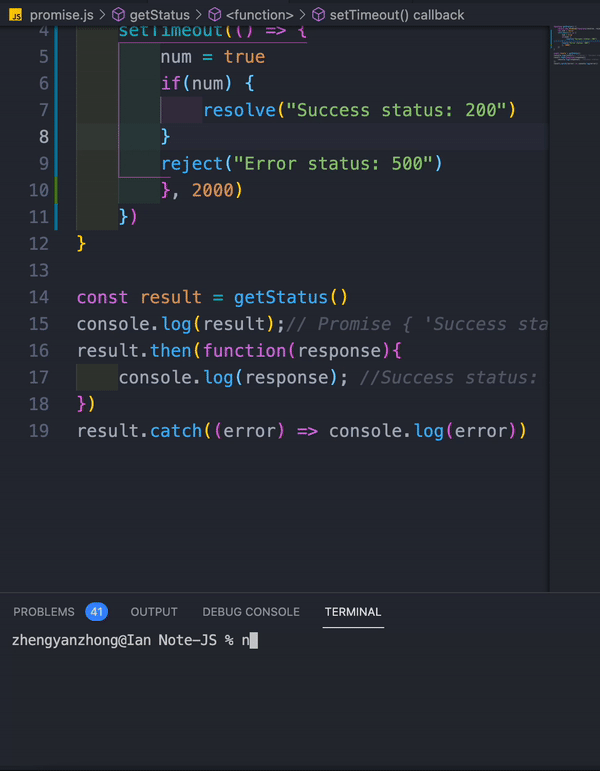 JS promise.js > getStatus > <function> > setTimeout() callback
4 setTimeout(() => {
5 num = true
6 if(num) {
7 resolve("Success status: 200")
8 }
9 reject("Error status: 500")
10 }, 2000)
11 })
12 }
13
14 const result = getStatus()
15 console.log(result);// Promise { 'Success sta
16 result.then(function(response){
17 console.log(response); //Success status:
18 })
19 result.catch((error) => console.log(error))
PROBLEMS 41 OUTPUT DEBUG CONSOLE TERMINAL
zhengyanzhong@Ian Note-JS % n